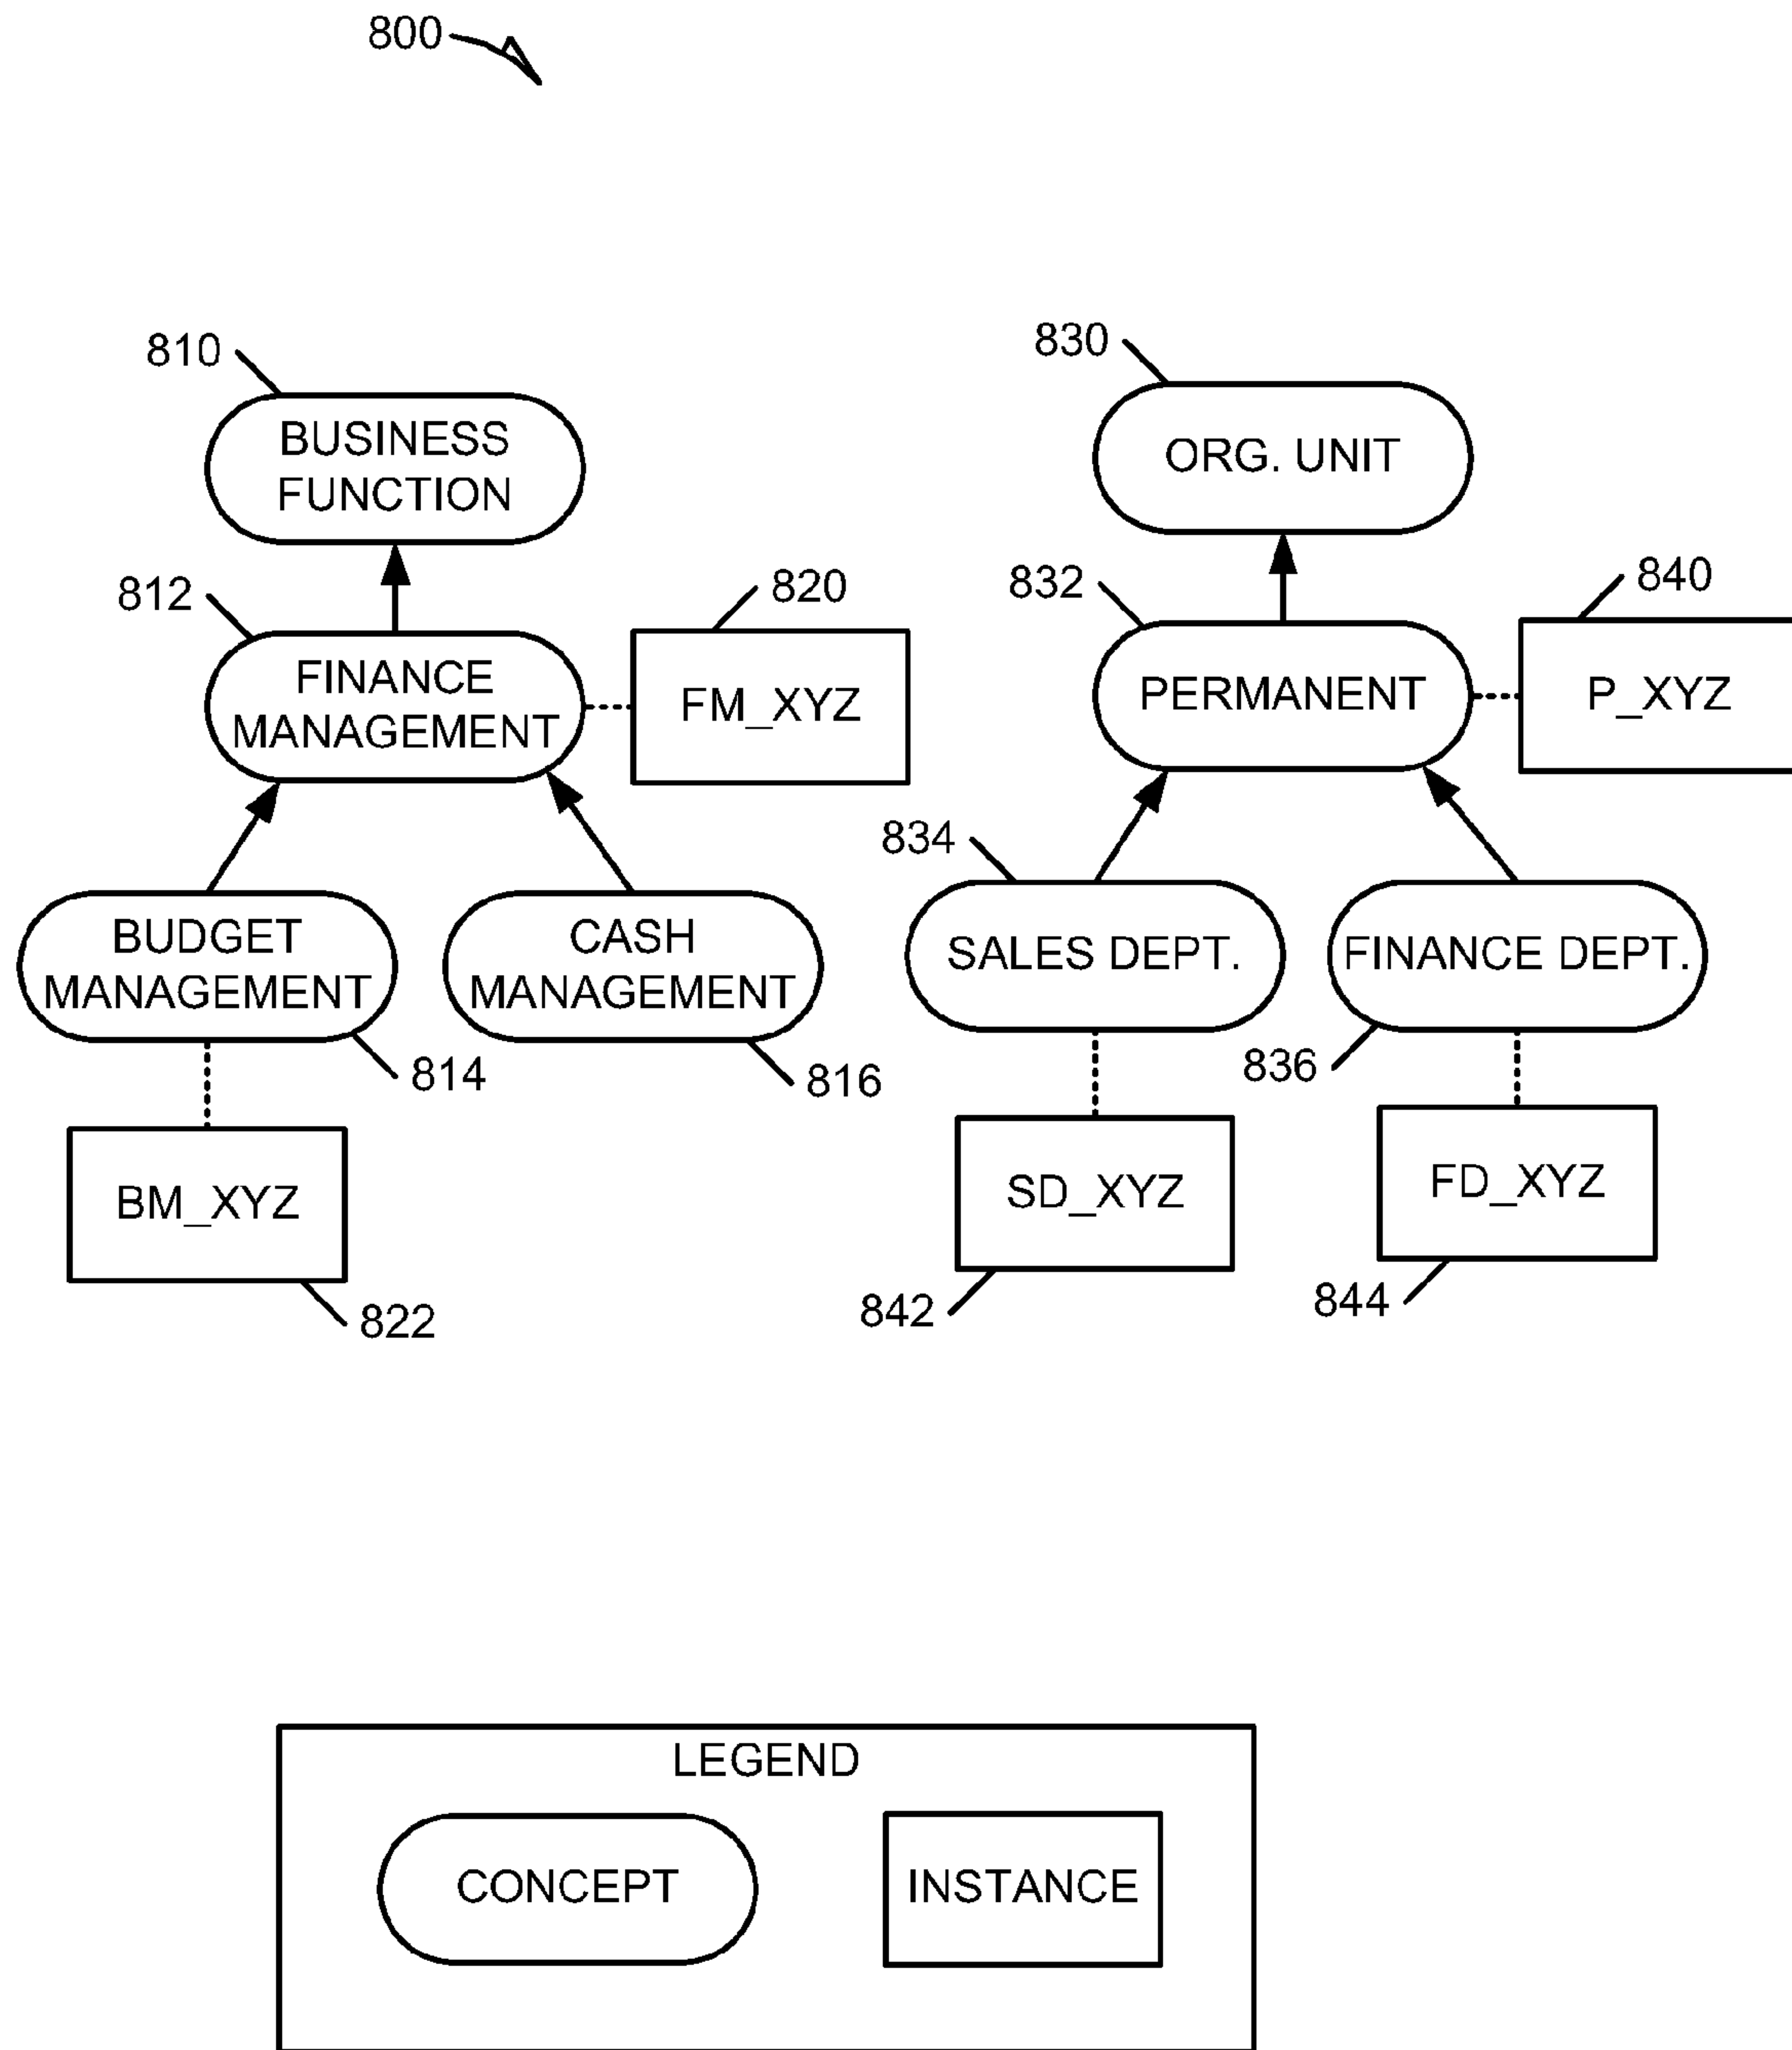 800
810
BUSINESS
FUNCTION
830
ORG. UNIT
812
FINANCE
MANAGEMENT
820
FM_XYZ
832
PERMANENT
840
P_XYZ
BUDGET
MANAGEMENT
814
CASH
MANAGEMENT
816
834
SALES DEPT.
FINANCE DEPT.
836
BM_XYZ
822
SD_XYZ
842
FD_XYZ
844
LEGEND
CONCEPT
INSTANCE